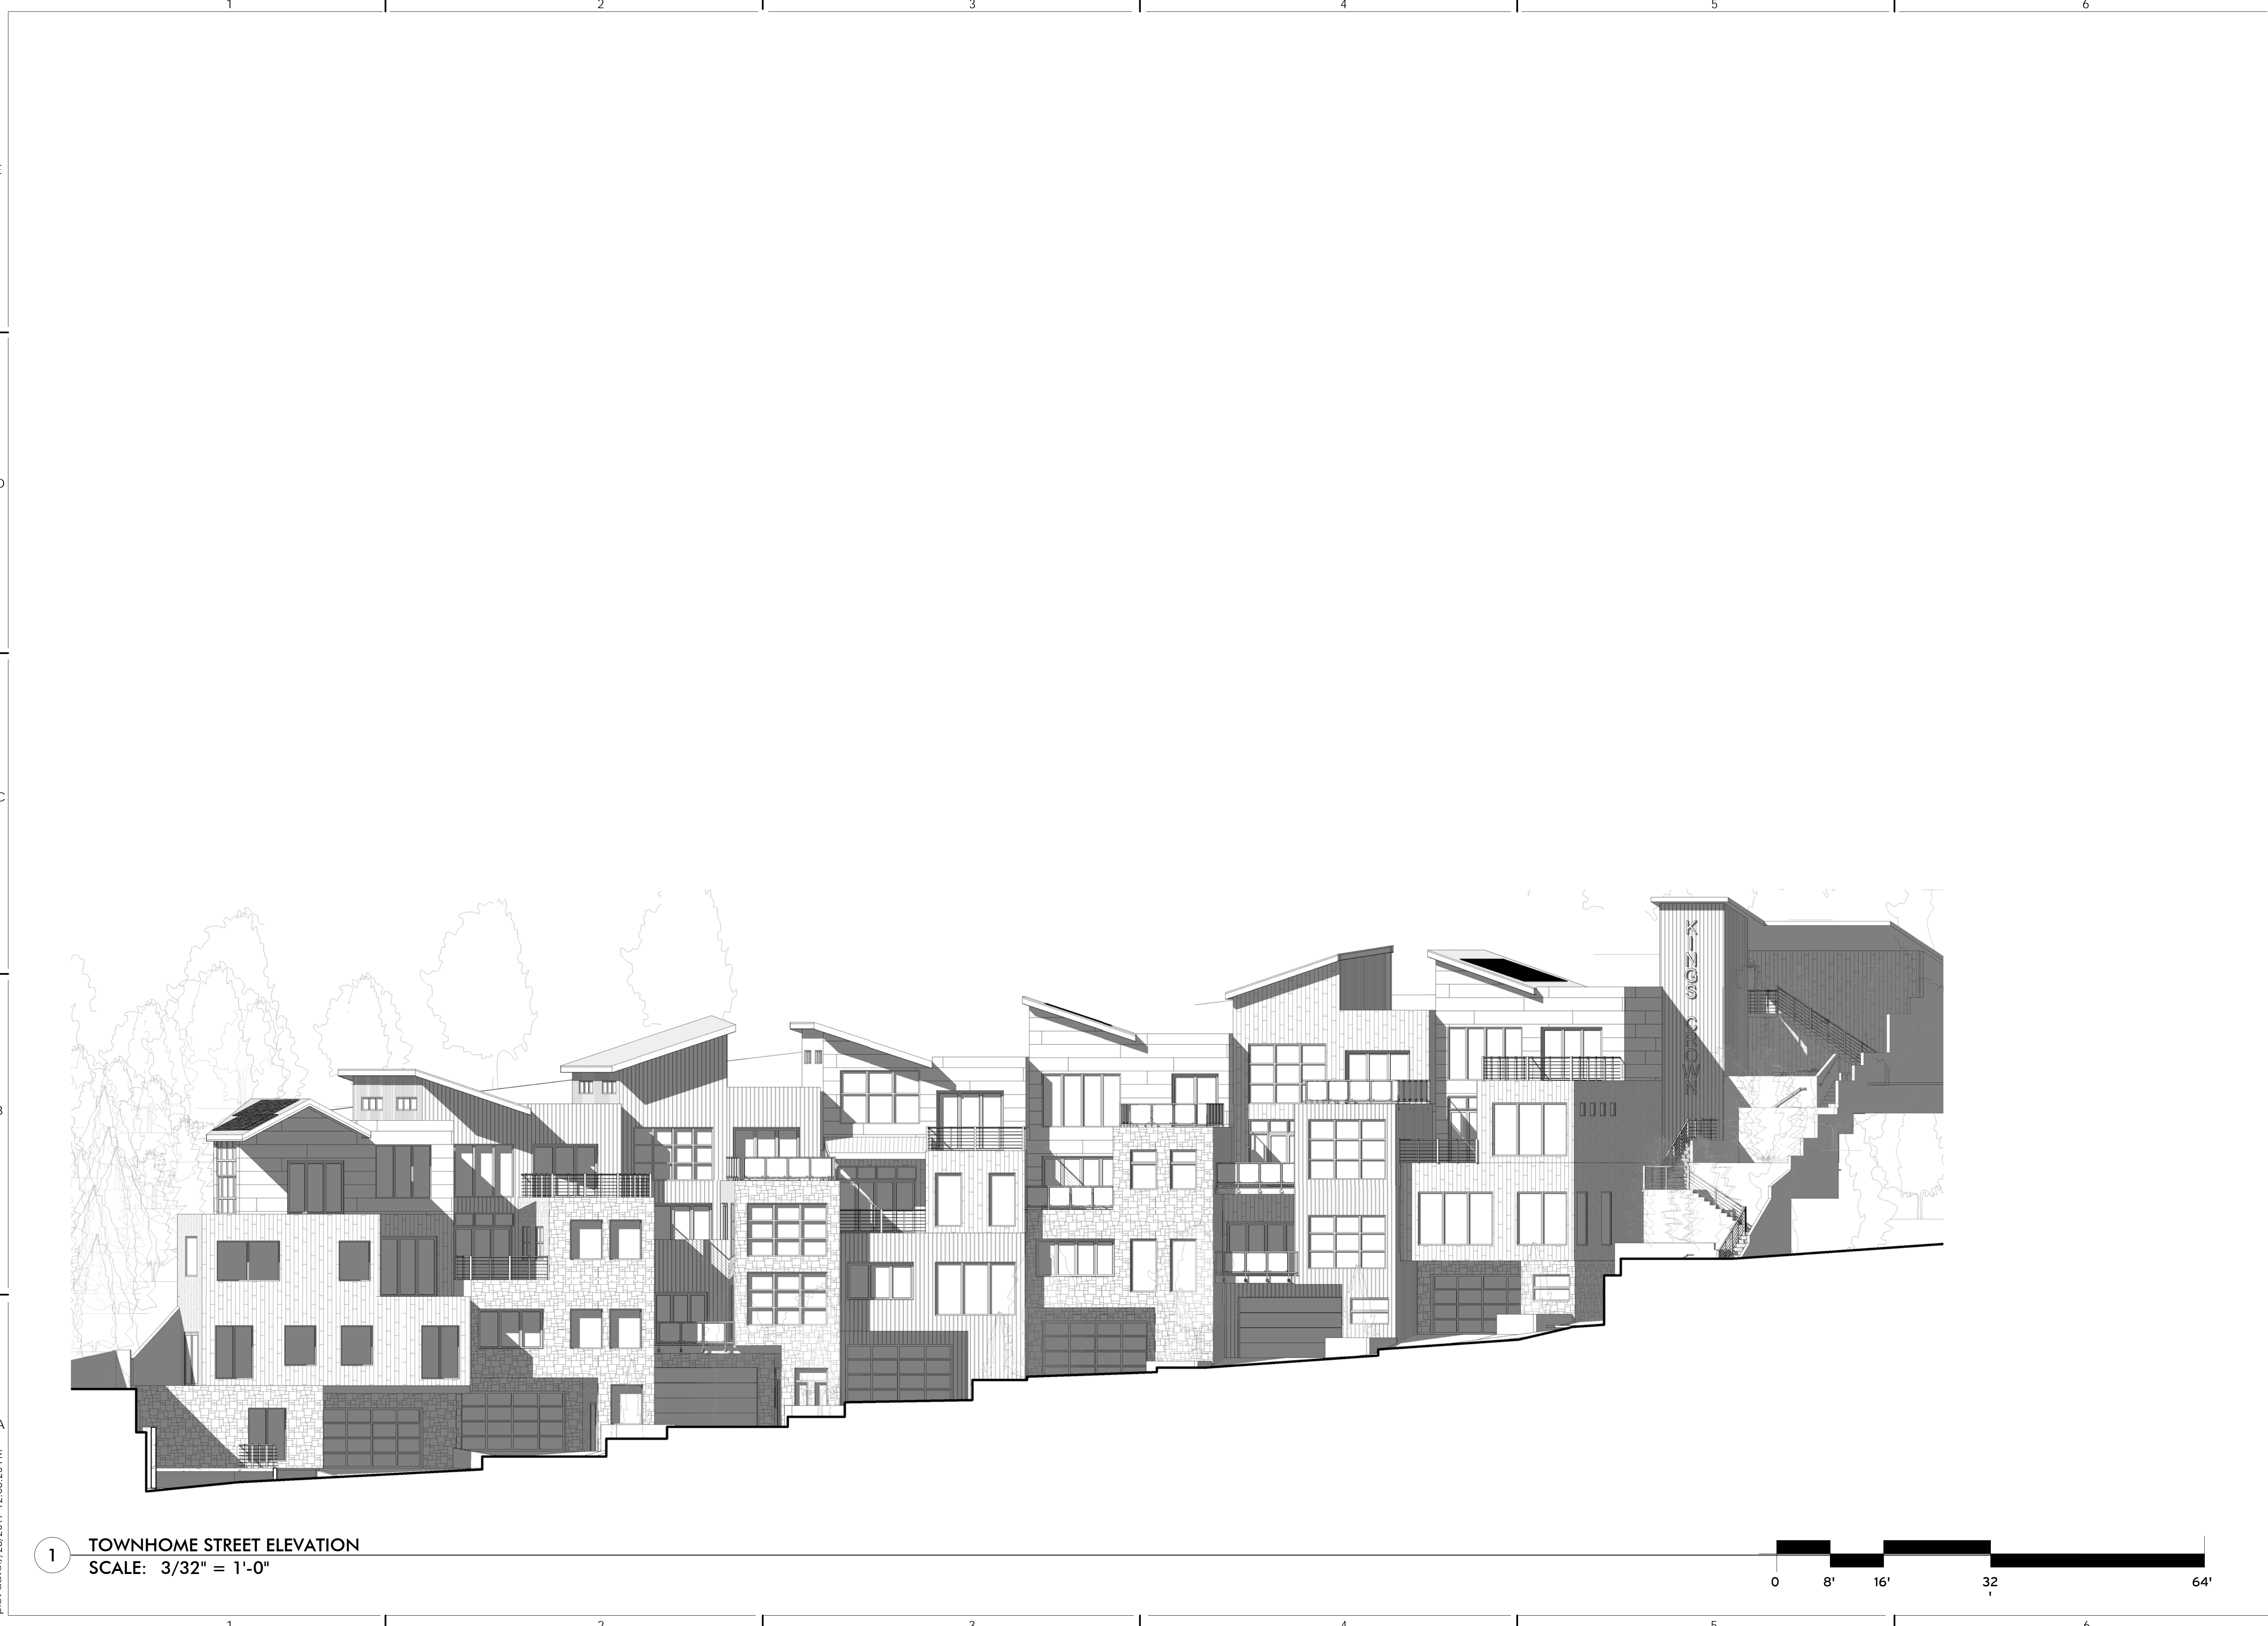 1 2 3 4 5 6
D
C
B
A
KINGS CROWN
1
TOWNHOME STREET ELEVATION
SCALE: 3/32" = 1'-0"
0 8' 16' 32 64'
'
1 2 3 4 5 6